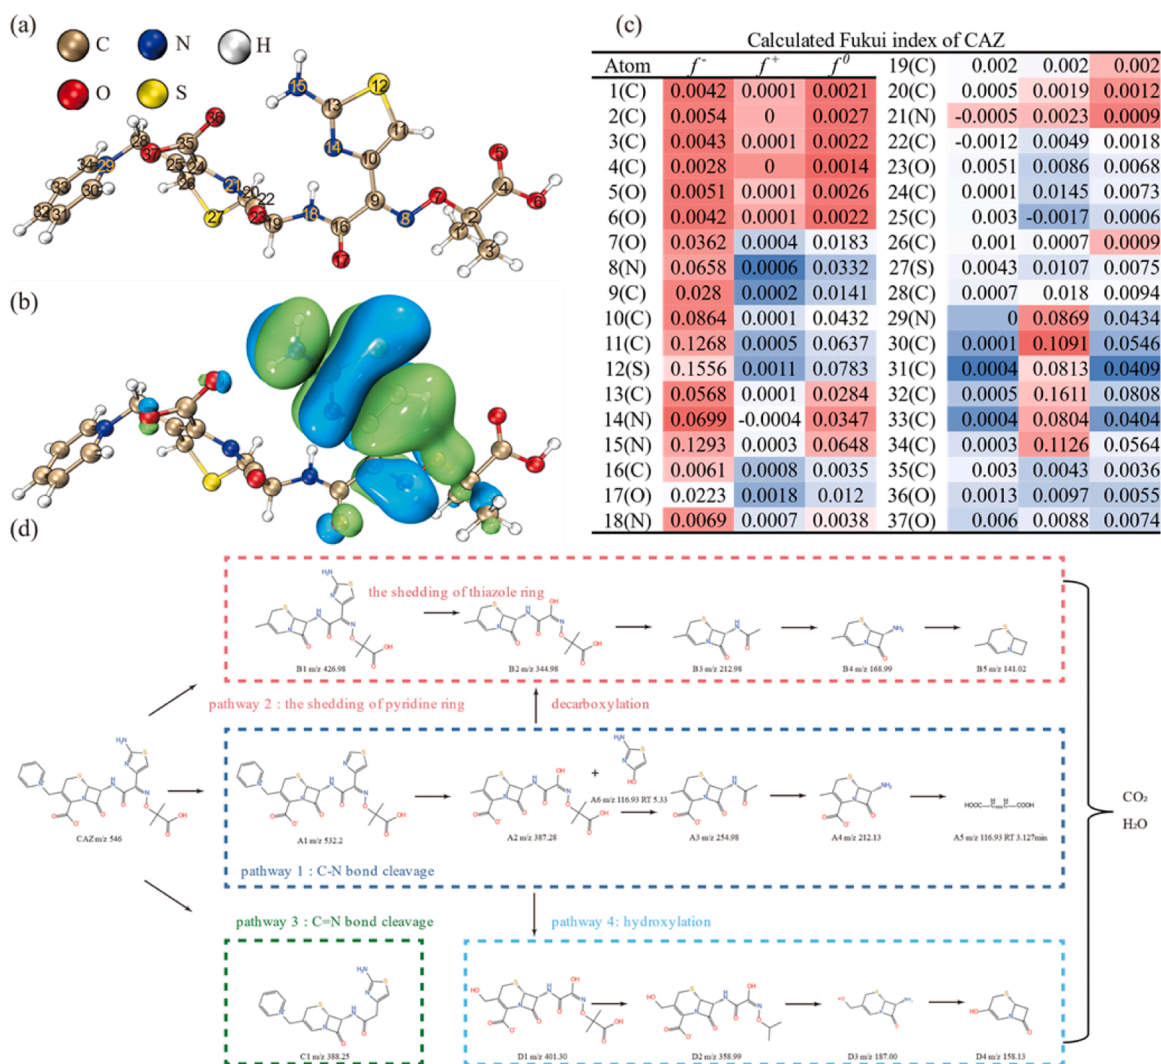 (a)
C
N
H
O
S
(c)
Calculated Fukui index of CAZ
Atom f⁻ f⁺ f⁰
1(C) 0.0042 0.0001 0.0021
2(C) 0.0054 0 0.0027
3(C) 0.0043 0.0001 0.0022
4(C) 0.0028 0 0.0014
5(O) 0.0051 0.0001 0.0026
6(O) 0.0042 0.0001 0.0022
7(O) 0.0362 0.0004 0.0183
8(N) 0.0658 0.0006 0.0332
9(C) 0.028 0.0002 0.0141
10(C) 0.0864 0.0001 0.0432
11(C) 0.1268 0.0005 0.0637
12(S) 0.1556 0.0011 0.0783
13(C) 0.0568 0.0001 0.0284
14(N) 0.0699 -0.0004 0.0347
15(N) 0.1293 0.0003 0.0648
16(C) 0.0061 0.0008 0.0035
17(O) 0.0223 0.0018 0.012
18(N) 0.0069 0.0007 0.0038
19(C) 0.002 0.002 0.002
20(C) 0.0005 0.0019 0.0012
21(N) -0.0005 0.0023 0.0009
22(C) -0.0012 0.0049 0.0018
23(O) 0.0051 0.0086 0.0068
24(C) 0.0001 0.0145 0.0073
25(C) 0.003 -0.0017 0.0006
26(C) 0.001 0.0007 0.0009
27(S) 0.0043 0.0107 0.0075
28(C) 0.0007 0.018 0.0094
29(N) 0 0.0869 0.0434
30(C) 0.0001 0.1091 0.0546
31(C) 0.0004 0.0813 0.0409
32(C) 0.0005 0.1611 0.0808
33(C) 0.0004 0.0804 0.0404
34(C) 0.0003 0.1126 0.0564
35(C) 0.003 0.0043 0.0036
36(O) 0.0013 0.0097 0.0055
37(O) 0.006 0.0088 0.0074
(b)
(d)
the shedding of thiazole ring
B1 m/z 426.98
B2 m/z 344.98
B3 m/z 212.98
B4 m/z 168.99
B5 m/z 141.02
pathway 2 : the shedding of pyridine ring
decarboxylation
CAZ m/z 546
A1 m/z 532.2
A2 m/z 387.28
+
A6 m/z 116.93 RT 5.33
A3 m/z 254.98
A4 m/z 212.13
A5 m/z 116.93 RT 3.127min
pathway 1 : C-N bond cleavage
CO₂
H₂O
pathway 3 : C=N bond cleavage
pathway 4: hydroxylation
C1 m/z 388.25
D1 m/z 401.30
D2 m/z 358.99
D3 m/z 187.00
D4 m/z 158.13